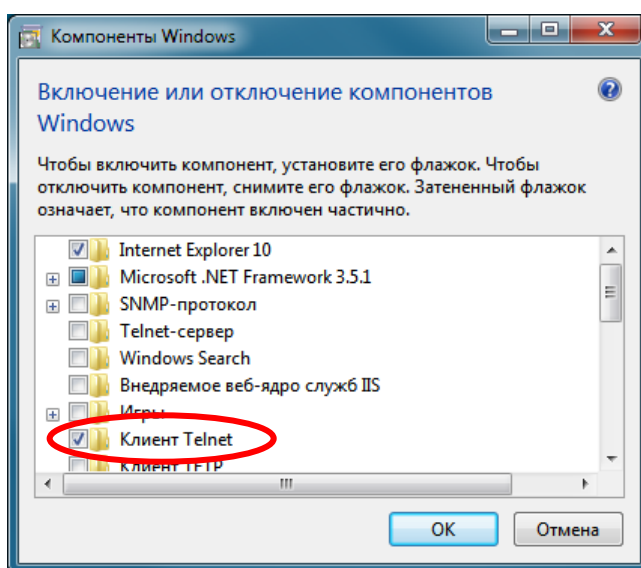 Компоненты Windows
Включение или отключение компонентов
Windows
Чтобы включить компонент, установите его флажок. Чтобы
отключить компонент, снимите его флажок. Затененный флажок
означает, что компонент включен частично.
Internet Explorer 10
Microsoft .NET Framework 3.5.1
SNMP-протокол
Telnet-сервер
Windows Search
Внедряемое веб-ядро служб IIS
Игры
Клиент Telnet
Клиент TFTP
OK
Отмена